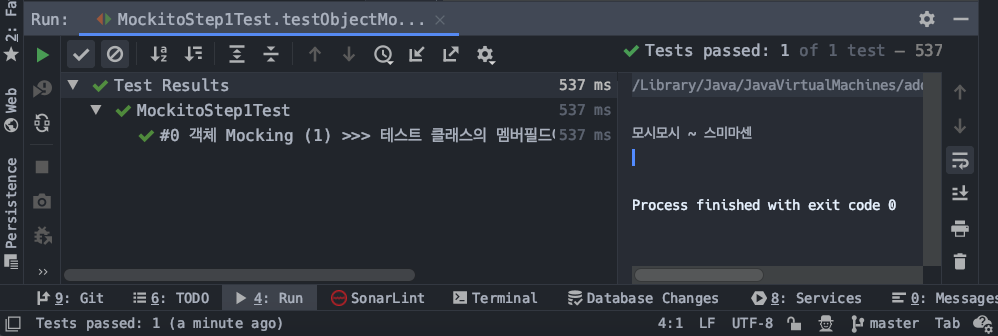 Run: MockitoStep1Test.testObjectMo...
Tests passed: 1 of 1 test – 537
Test Results 537 ms
MockitoStep1Test 537 ms
#0 객체 Mocking (1) >>> 테스트 클래스의 멤버필드 537 ms
/Library/Java/JavaVirtualMachines/ado
모시모시 ~ 스미마센
Process finished with exit code 0
2: Fa
Web
Persistence
9: Git
6: TODO
4: Run
SonarLint
Terminal
Database Changes
8: Services
0: Messages
Tests passed: 1 (a minute ago)
4:1 LF UTF-8 master Tab